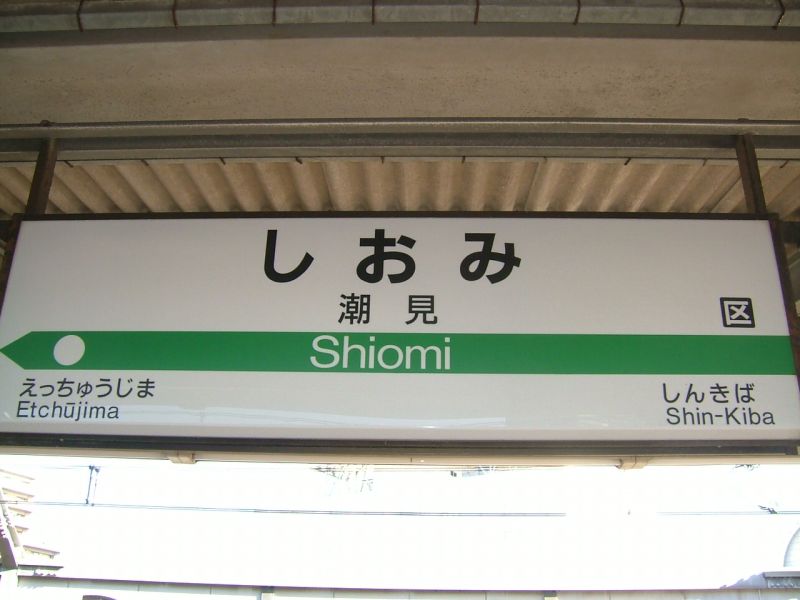 しおみ
潮見
区
Shiomi
えっちゅうじま
Etchūjima
しんきば
Shin-Kiba